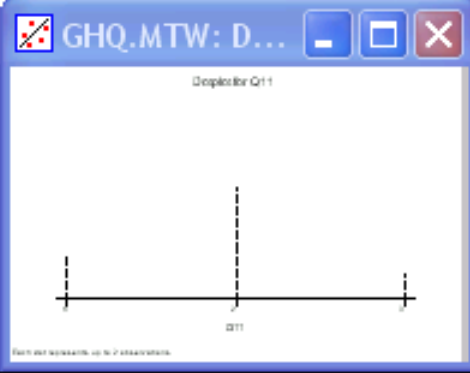 GHQ.MTW: D...
Dotplot for Q11
Q11
Each dot represents up to 2 observations.